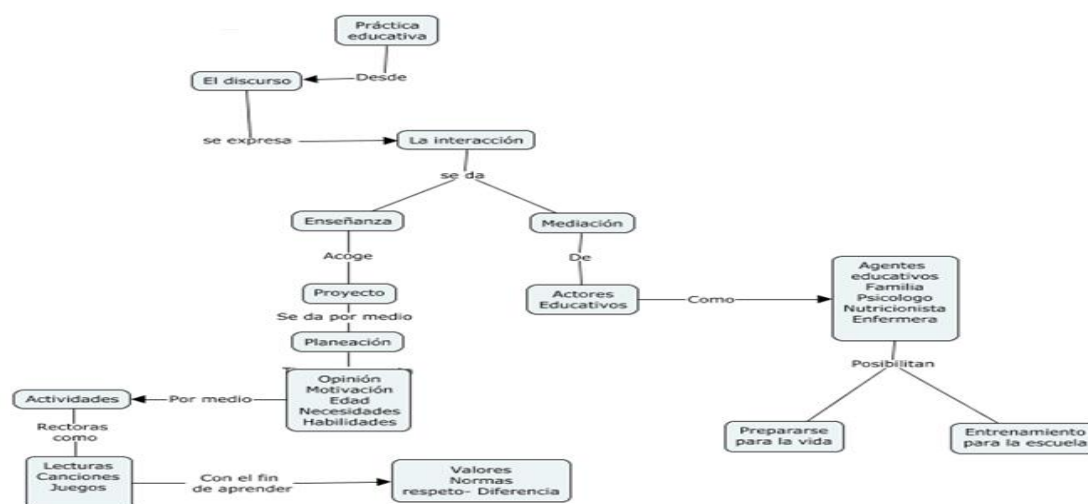 Práctica
educativa
Desde
El discurso
se expresa
La interacción
se da
Enseñanza
Mediación
Acoge
De
Proyecto
Actores
Educativos
Como
Agentes
educativos
Familia
Psicologo
Nutricionista
Enfermera
Se da por medio
Planeación
Posibilitan
Opinión
Motivación
Edad
Necesidades
Habilidades
Por medio
Actividades
Rectoras
como
Prepararse
para la vida
Entrenamiento
para la escuela
Lecturas
Canciones
Juegos
Con el fin
de aprender
Valores
Normas
respeto- Diferencia